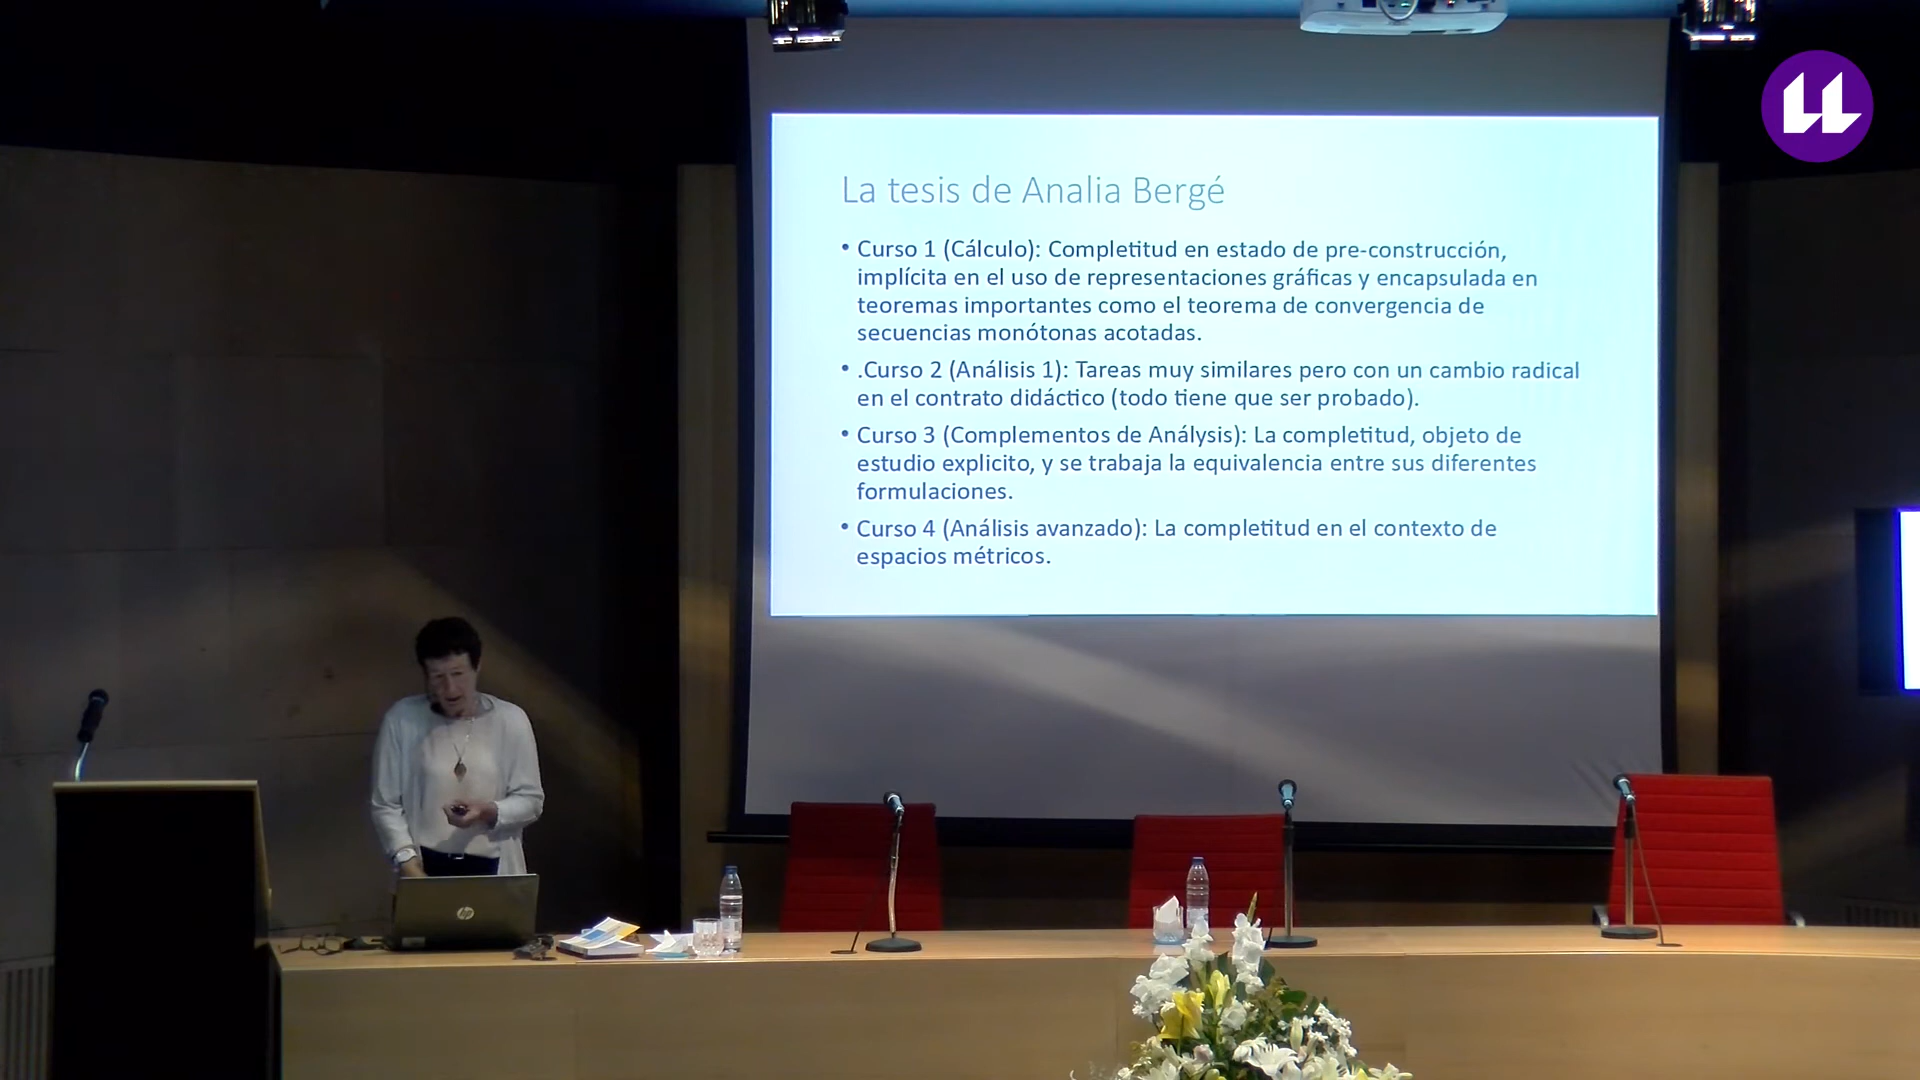 La tesis de Analia Bergé
• Curso 1 (Cálculo): Completitud en estado de pre-construcción,
implícita en el uso de representaciones gráficas y encapsulada en
teoremas importantes como el teorema de convergencia de
secuencias monótonas acotadas.
• .Curso 2 (Análisis 1): Tareas muy similares pero con un cambio radical
en el contrato didáctico (todo tiene que ser probado).
• Curso 3 (Complementos de Análysis): La completitud, objeto de
estudio explicito, y se trabaja la equivalencia entre sus diferentes
formulaciones.
• Curso 4 (Análisis avanzado): La completitud en el contexto de
espacios métricos.
hp